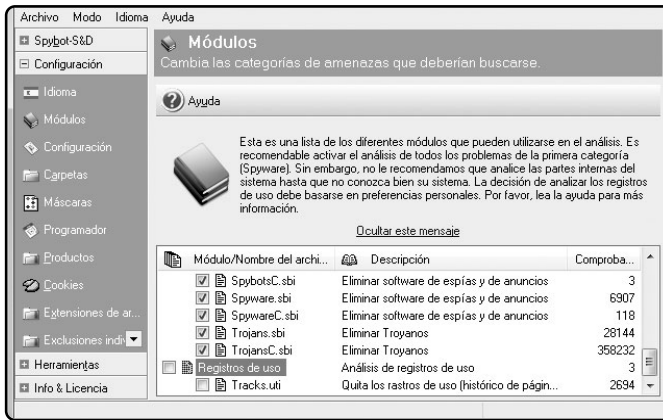 Archivo Modo Idioma Ayuda
Spybot-S&D
Configuración
Idioma
Módulos
Configuración
Carpetas
Máscaras
Programador
Productos
Cookies
Extensiones de ar...
Exclusiones indiv
Herramientas
Info & Licencia
Módulos
Cambia las categorías de amenazas que deberían buscarse.
Ayuda
Esta es una lista de los diferentes módulos que pueden utilizarse en el análisis. Es
recomendable activar el análisis de todos los problemas de la primera categoría
(Spyware). Sin embargo, no le recomendamos que analice las partes internas del
sistema hasta que no conozca bien su sistema. La decisión de analizar los registros
de uso debe basarse en preferencias personales. Por favor, lea la ayuda para más
información.
Ocultar este mensaje
Módulo/Nombre del archi... Descripción Comproba...
SpybotsC.sbi Eliminar software de espías y de anuncios 3
Spyware.sbi Eliminar software de espías y de anuncios 6907
SpywareC.sbi Eliminar software de espías y de anuncios 118
Trojans.sbi Eliminar Troyanos 28144
TrojansC.sbi Eliminar Troyanos 358232
Registros de uso Análisis de registros de uso 3
Tracks.uti Quita los rastros de uso (histórico de págin... 2694